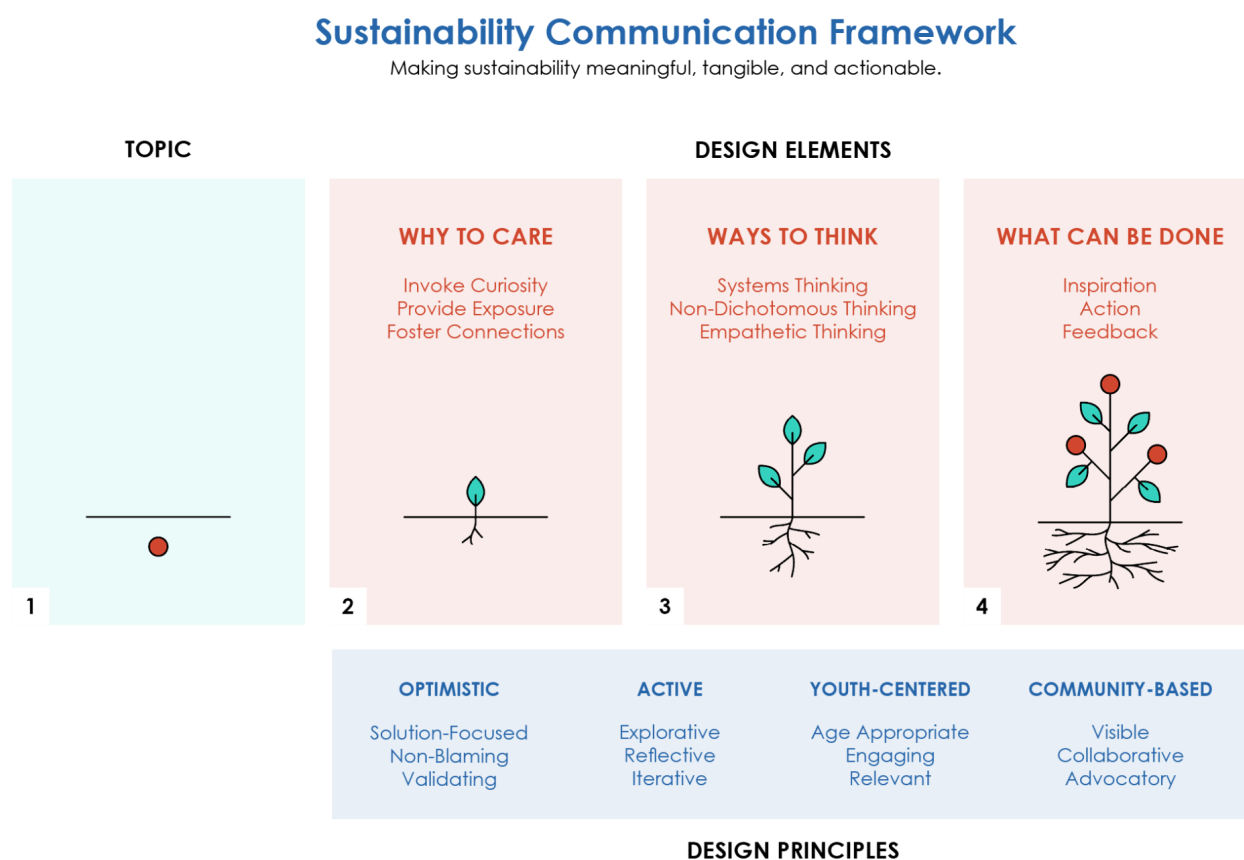 Sustainability Communication Framework
Making sustainability meaningful, tangible, and actionable.
TOPIC
DESIGN ELEMENTS
1
WHY TO CARE
Invoke Curiosity
Provide Exposure
Foster Connections
2
WAYS TO THINK
Systems Thinking
Non-Dichotomous Thinking
Empathetic Thinking
3
WHAT CAN BE DONE
Inspiration
Action
Feedback
4
OPTIMISTIC
Solution-Focused
Non-Blaming
Validating
ACTIVE
Explorative
Reflective
Iterative
YOUTH-CENTERED
Age Appropriate
Engaging
Relevant
COMMUNITY-BASED
Visible
Collaborative
Advocatory
DESIGN PRINCIPLES